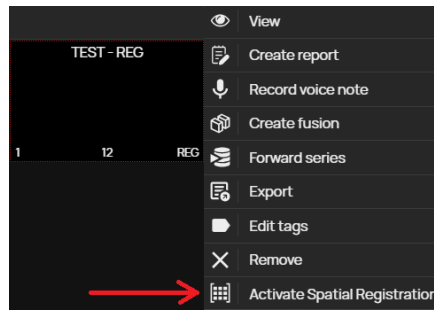 View
TEST - REG
Create report
Record voice note
Create fusion
1 12 REG
Forward series
Export
Edit tags
Remove
Activate Spatial Registration